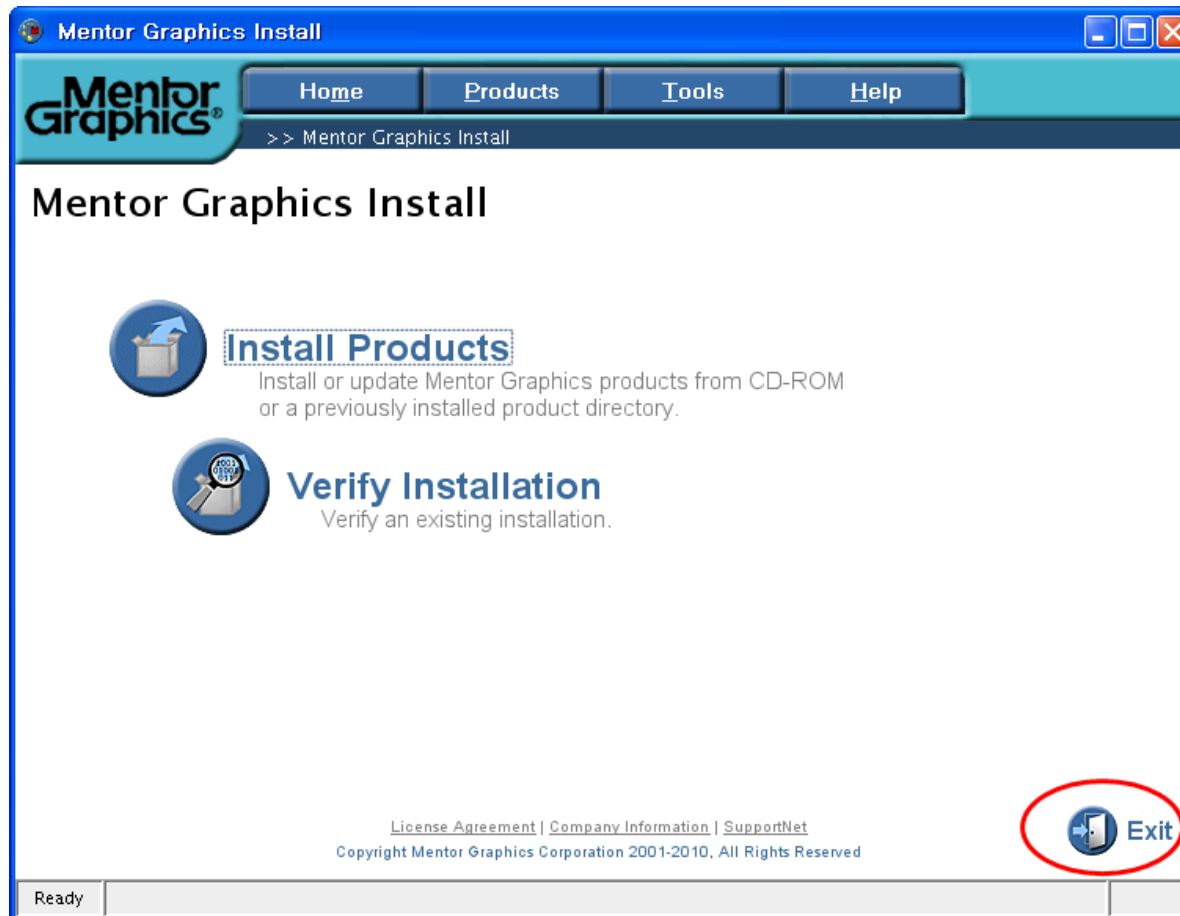 Mentor Graphics Install
Mentor
Graphics®
Home
Products
Tools
Help
>> Mentor Graphics Install
Mentor Graphics Install
Install Products
Install or update Mentor Graphics products from CD-ROM
or a previously installed product directory.
Verify Installation
Verify an existing installation.
License Agreement | Company Information | SupportNet
Copyright Mentor Graphics Corporation 2001-2010, All Rights Reserved
Exit
Ready